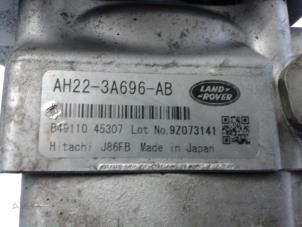 AH22-3A696-AB
LAND
ROVER
B49110 45307 Lot No.9Z073141
Hitachi J86FB Made in Japan